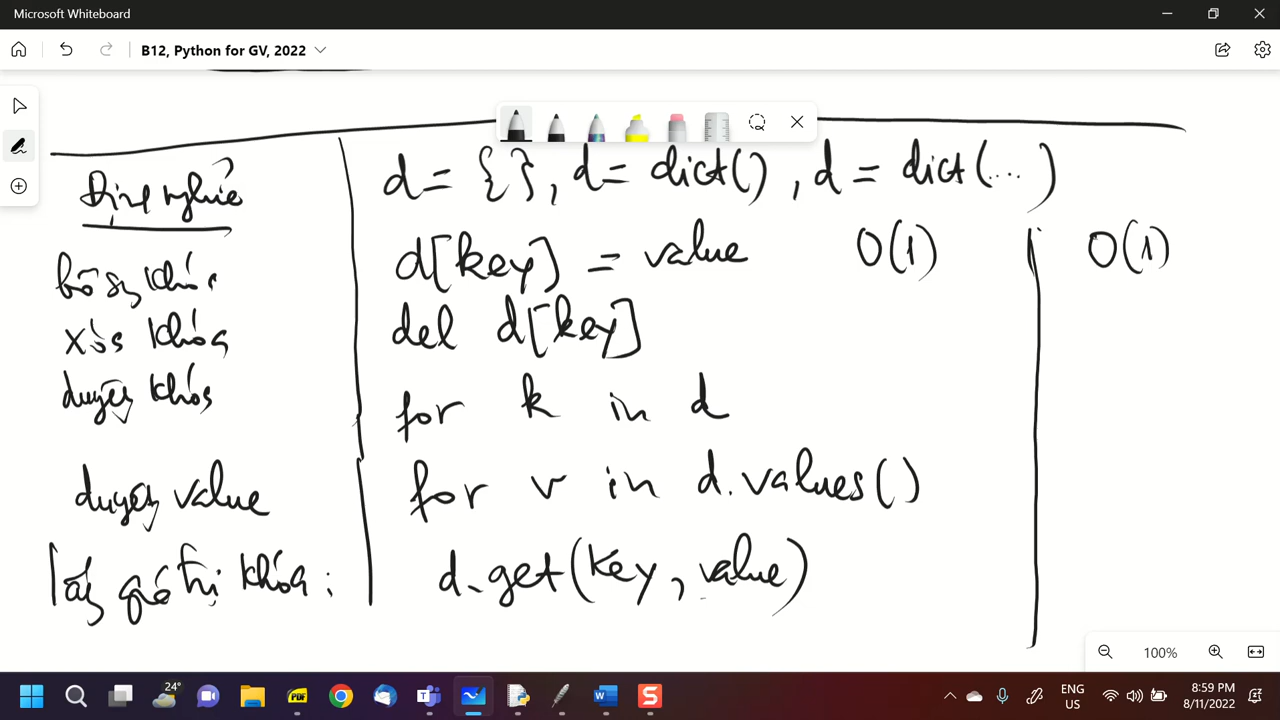 Microsoft Whiteboard
B12, Python for GV, 2022
Định nghĩa d = {}, d = dict(), d = dict(...)
bổ sung khóa d[key] = value O(1) O(1)
xóa khóa del d[key]
duyệt khóa for k in d
duyệt value for v in d.values()
lấy giá trị khóa: d.get(key, value)
100%
24°
ENG
US
8:59 PM
8/11/2022